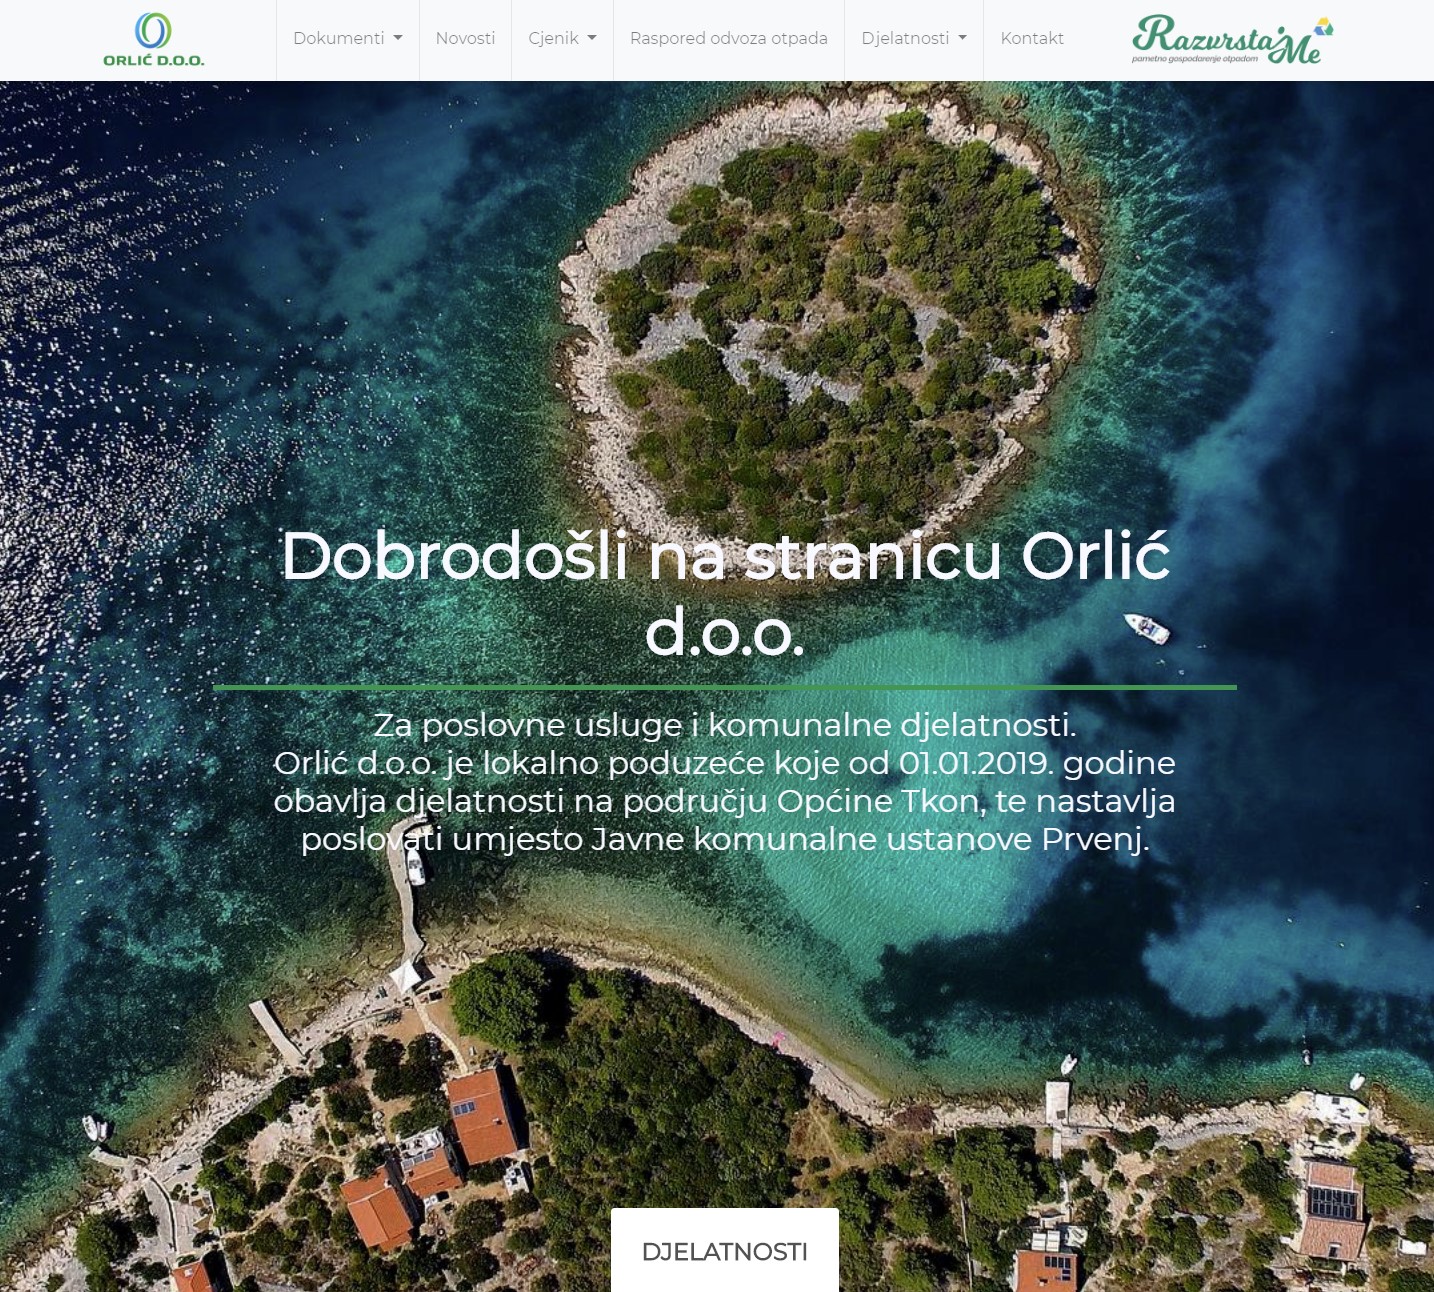 ORLIĆ D.O.O.
Dokumenti
Novosti
Cjenik
Raspored odvoza otpada
Djelatnosti
Kontakt
Razvrstaj Me
pametno gospodarenje otpadom
Dobrodošli na stranicu Orlić
d.o.o.
Za poslovne usluge i komunalne djelatnosti.
Orlić d.o.o. je lokalno poduzeće koje od 01.01.2019. godine
obavlja djelatnosti na području Općine Tkon, te nastavlja
poslovati umjesto Javne komunalne ustanove Prvenj.
DJELATNOSTI